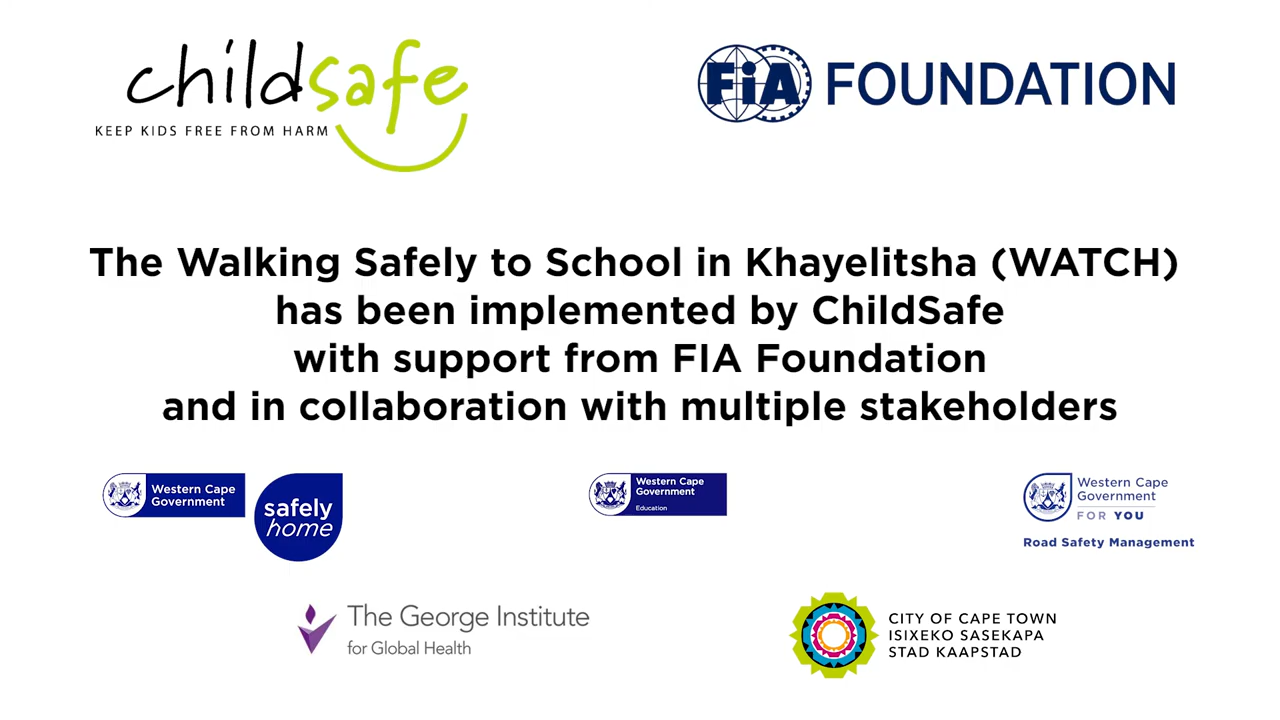 childsafe
KEEP KIDS FREE FROM HARM
FiA FOUNDATION
The Walking Safely to School in Khayelitsha (WATCH)
has been implemented by ChildSafe
with support from FIA Foundation
and in collaboration with multiple stakeholders
Western Cape
Government
safely
home
Western Cape
Government
Education
Western Cape
Government
FOR YOU
Road Safety Management
The George Institute
for Global Health
CITY OF CAPE TOWN
ISIXEKO SASEKAPA
STAD KAAPSTAD